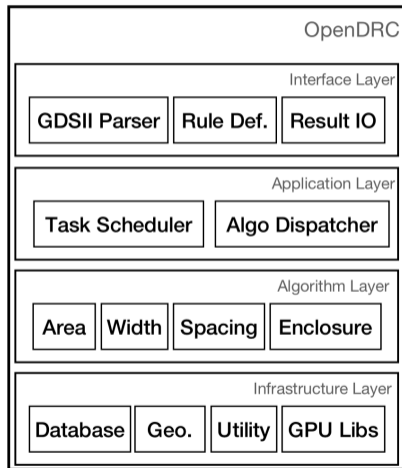 OpenDRC
Interface Layer
GDSII Parser Rule Def. Result IO
Application Layer
Task Scheduler Algo Dispatcher
Algorithm Layer
Area Width Spacing Enclosure
Infrastructure Layer
Database Geo. Utility GPU Libs